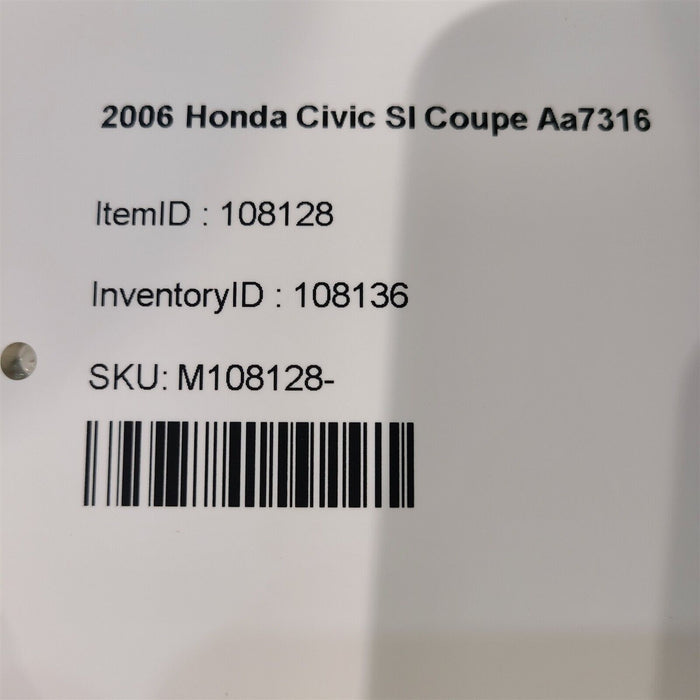 2006 Honda Civic SI Coupe Aa7316
ItemID : 108128
InventoryID : 108136
SKU: M108128-